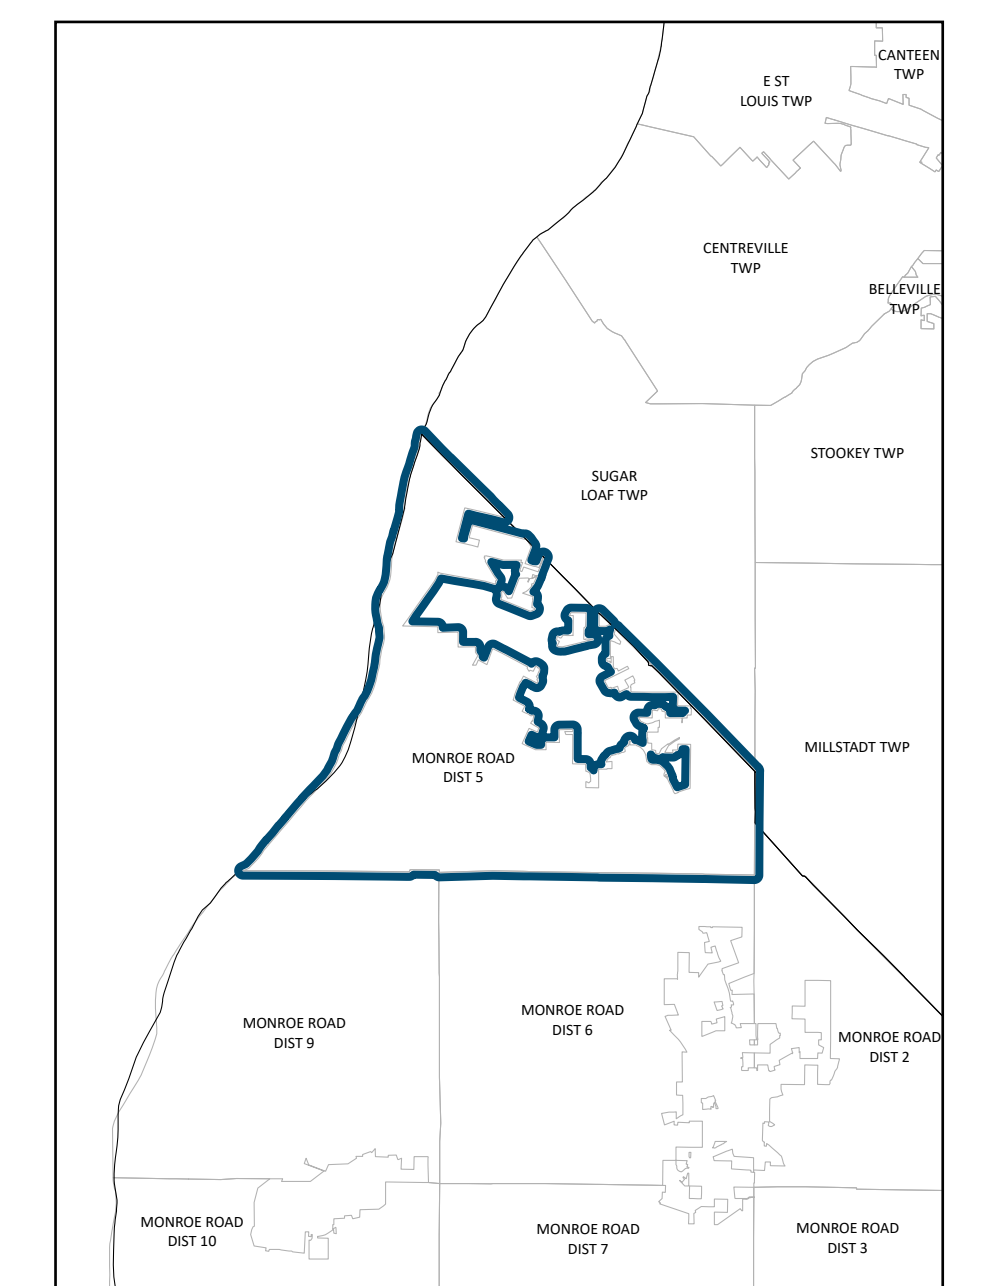 CANTEEN
TWP
E ST
LOUIS TWP
CENTREVILLE
TWP
BELLEVILLE
TWP
STOOKEY TWP
SUGAR
LOAF TWP
MILLSTADT TWP
MONROE ROAD
DIST 5
MONROE ROAD
DIST 6
MONROE ROAD
DIST 9
MONROE ROAD
DIST 2
MONROE ROAD
DIST 10
MONROE ROAD
DIST 7
MONROE ROAD
DIST 3